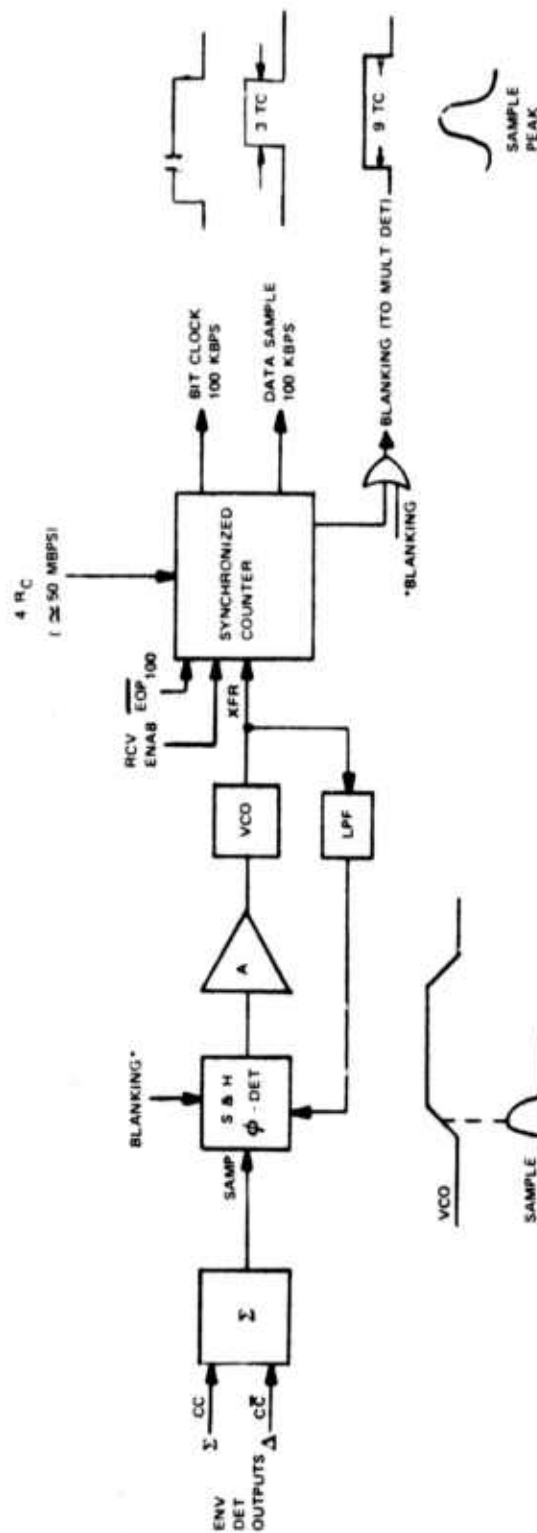 4 R_C
( ≃ 50 MBPS)
BIT CLOCK
100 KBPS
DATA SAMPLE
100 KBPS
3 TC
9 TC
SAMPLE
PEAK
RCV
ENAB
EOP100
XFR
SYNCHRONIZED
COUNTER
BLANKING (TO MULT DET)
*BLANKING
VCO
LPF
A
BLANKING*
S & H
ϕ - DET
SAMP
Σ
Σ CC
Δ CC̅
ENV
DET
OUTPUTS
VCO
SAMPLE